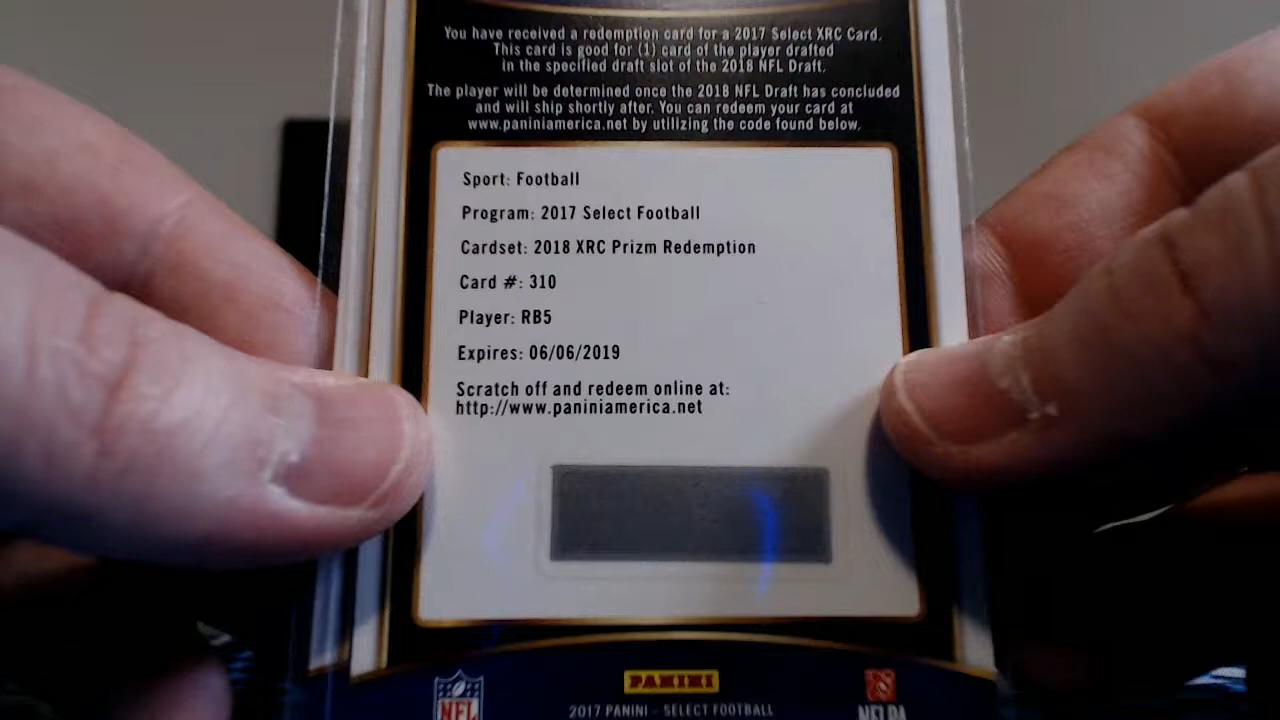 You have received a redemption card for a 2017 Select XRC Card.
This card is good for (1) card of the player drafted
in the specified draft slot of the 2018 NFL Draft.
The player will be determined once the 2018 NFL Draft has concluded
and will ship shortly after. You can redeem your card at
www.paniniamerica.net by utilizing the code found below.
Sport: Football
Program: 2017 Select Football
Cardset: 2018 XRC Prizm Redemption
Card #: 310
Player: RB5
Expires: 06/06/2019
Scratch off and redeem online at:
http://www.paniniamerica.net
NFL
PANINI
2017 PANINI - SELECT FOOTBALL
NFLPA